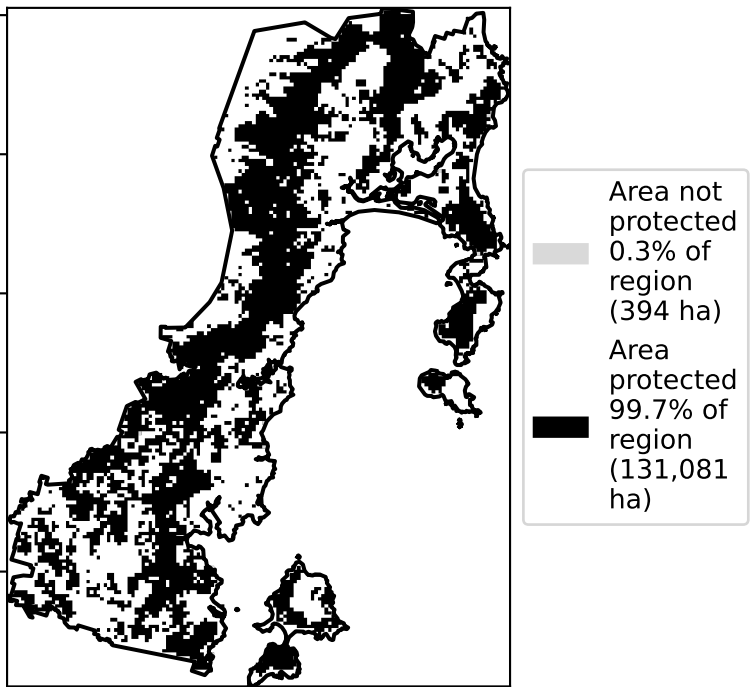 Area not
protected
0.3% of
region
(394 ha)
Area
protected
99.7% of
region
(131,081
ha)